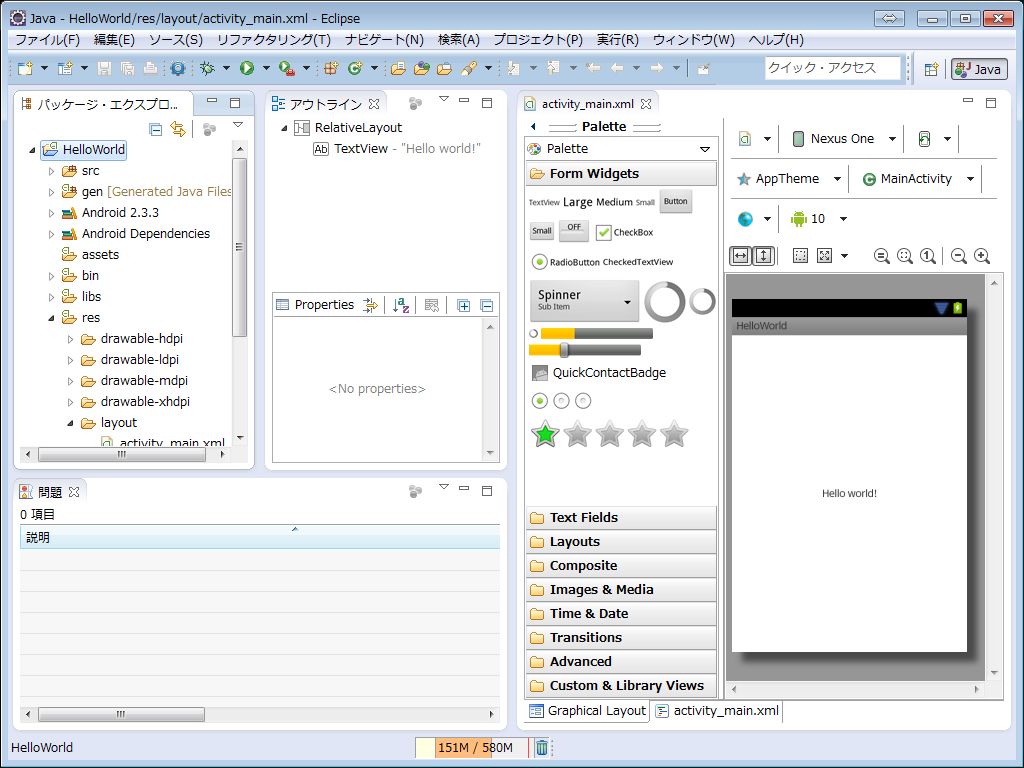 Java - HelloWorld/res/layout/activity_main.xml - Eclipse
ファイル(F) 編集(E) ソース(S) リファクタリング(T) ナビゲート(N) 検索(A) プロジェクト(P) 実行(R) ウィンドウ(W) ヘルプ(H)
クイック・アクセス
Java
パッケージ・エクスプロ...
HelloWorld
src
gen [Generated Java Files
Android 2.3.3
Android Dependencies
assets
bin
libs
res
drawable-hdpi
drawable-ldpi
drawable-mdpi
drawable-xhdpi
layout
activity_main.xml
アウトライン
RelativeLayout
Ab TextView - "Hello world!"
Properties
<No properties>
問題
0 項目
説明
activity_main.xml
Palette
Palette
Form Widgets
TextView Large Medium Small Button
Small OFF CheckBox
RadioButton CheckedTextView
Spinner
Sub Item
QuickContactBadge
Text Fields
Layouts
Composite
Images & Media
Time & Date
Transitions
Advanced
Custom & Library Views
Nexus One
AppTheme MainActivity
10
HelloWorld
Hello world!
Graphical Layout activity_main.xml
HelloWorld
151M / 580M